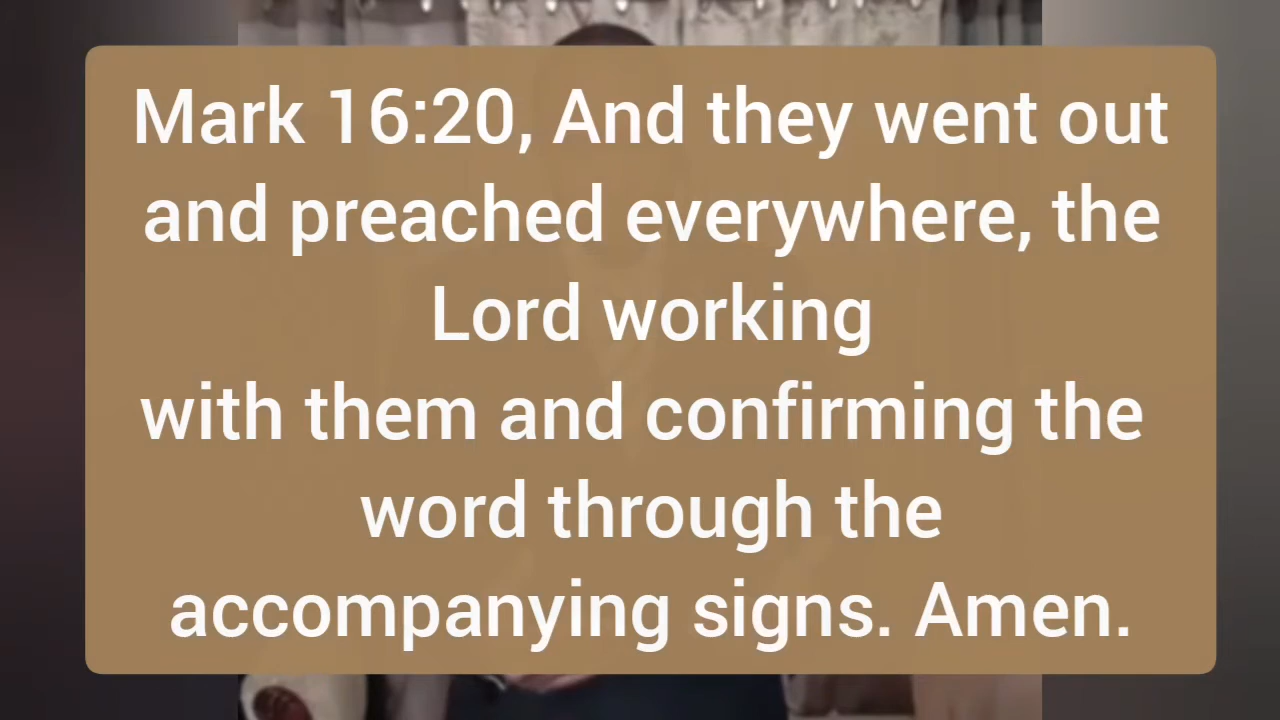 Mark 16:20, And they went out
and preached everywhere, the
Lord working
with them and confirming the
word through the
accompanying signs. Amen.